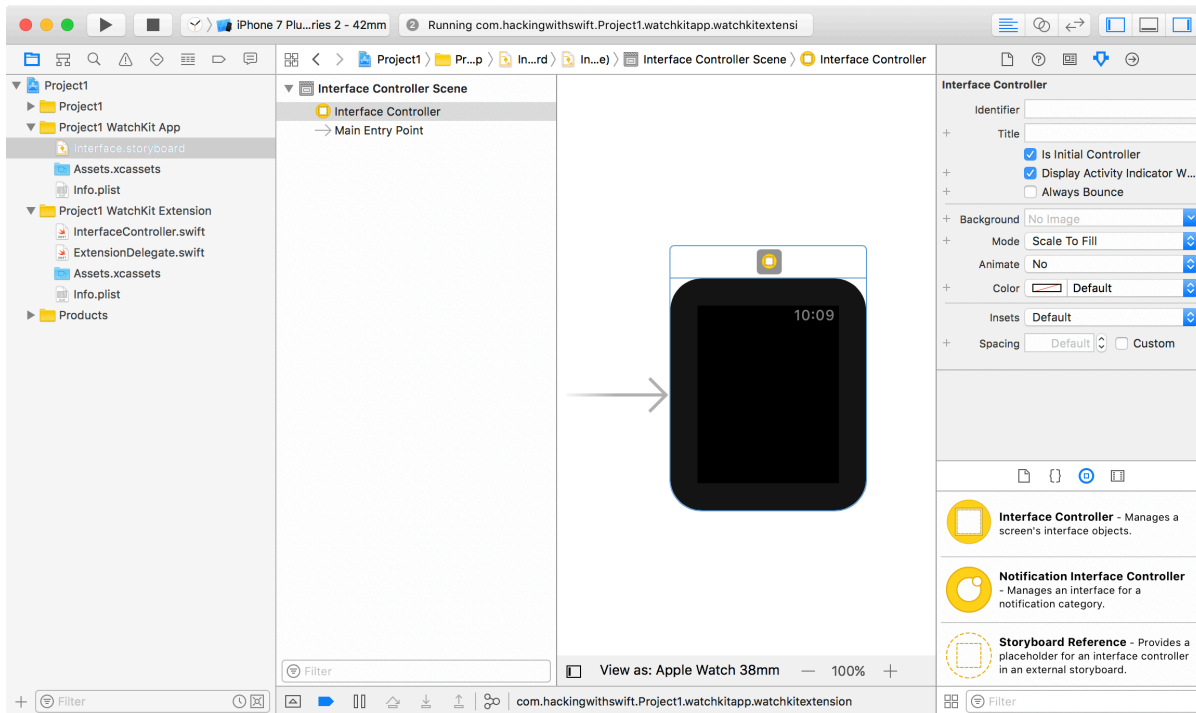 iPhone 7 Plu...ries 2 - 42mm
2 Running com.hackingwithswift.Project1.watchkitapp.watchkitextensi
Project1 Pr...p In...rd In...e) Interface Controller Scene Interface Controller
Project1
Project1
Project1 WatchKit App
Interface.storyboard
Assets.xcassets
Info.plist
Project1 WatchKit Extension
InterfaceController.swift
ExtensionDelegate.swift
Assets.xcassets
Info.plist
Products
Filter
Interface Controller Scene
Interface Controller
Main Entry Point
Filter
10:09
View as: Apple Watch 38mm — 100% +
com.hackingwithswift.Project1.watchkitapp.watchkitextension
Interface Controller
Identifier
Title
Is Initial Controller
Display Activity Indicator W...
Always Bounce
Background No Image
Mode Scale To Fill
Animate No
Color Default
Insets Default
Spacing Default Custom
Interface Controller - Manages a
screen's interface objects.
Notification Interface Controller
- Manages an interface for a
notification category.
Storyboard Reference - Provides a
placeholder for an interface controller
in an external storyboard.
Filter